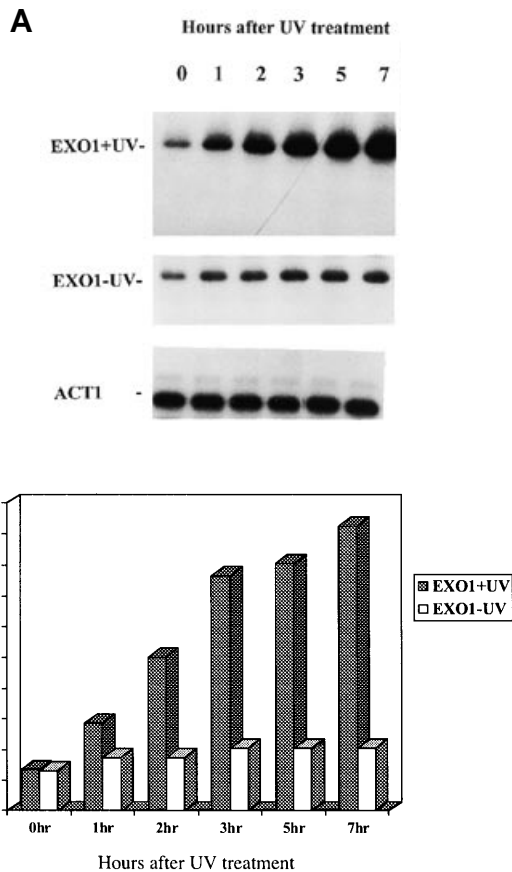 A
Hours after UV treatment
0 1 2 3 5 7
EXO1+UV-
EXO1-UV-
ACT1 -
EXO1+UV
EXO1-UV
0hr 1hr 2hr 3hr 5hr 7hr
Hours after UV treatment